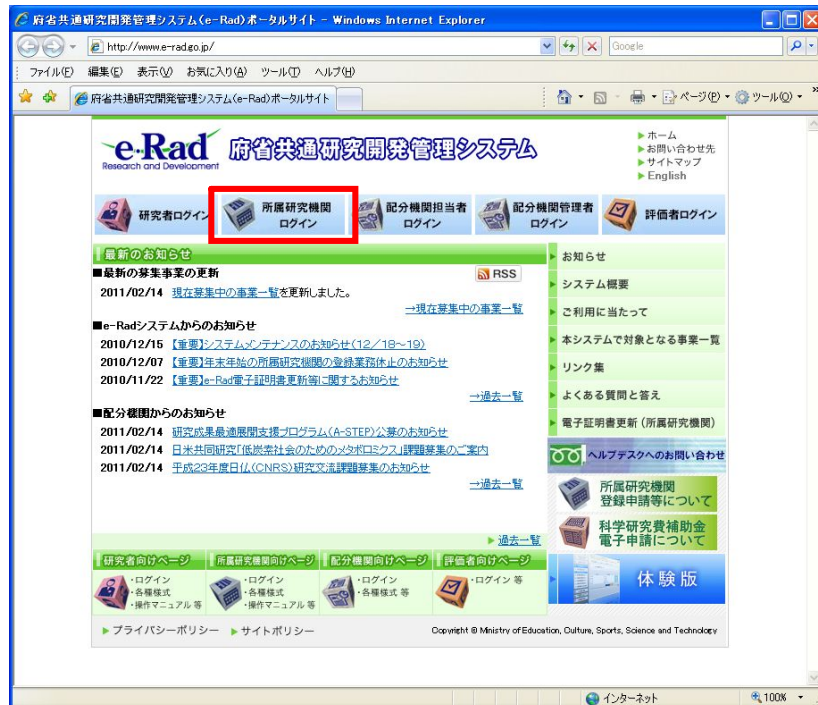 府省共通研究開発管理システム(e-Rad)ポータルサイト - Windows Internet Explorer
http://www.e-rad.go.jp/
Google
ファイル(F) 編集(E) 表示(V) お気に入り(A) ツール(T) ヘルプ(H)
府省共通研究開発管理システム(e-Rad)ポータルサイト
ページ(P) ツール(O)
e-Rad
Research and Development
府省共通研究開発管理システム
ホーム
お問い合わせ先
サイトマップ
English
研究者ログイン
所属研究機関
ログイン
配分機関担当者
ログイン
配分機関管理者
ログイン
評価者ログイン
最新のお知らせ
■最新の募集事業の更新
RSS
2011/02/14 現在募集中の事業一覧を更新しました。
→現在募集中の事業一覧
■e-Radシステムからのお知らせ
2010/12/15 【重要】システムメンテナンスのお知らせ(12/18~19)
2010/12/07 【重要】年末年始の所属研究機関の登録業務休止のお知らせ
2010/11/22 【重要】e-Rad電子証明書更新等に関するお知らせ
→過去一覧
■配分機関からのお知らせ
2011/02/14 研究成果最適展開支援プログラム(A-STEP)公募のお知らせ
2011/02/14 日米共同研究「低炭素社会のためのメタボロミクス」課題募集のご案内
2011/02/14 平成23年度日仏(CNRS)研究交流課題募集のお知らせ
→過去一覧
過去一覧
お知らせ
システム概要
ご利用に当たって
本システムで対象となる事業一覧
リンク集
よくある質問と答え
電子証明書更新(所属研究機関)
ヘルプデスクへのお問い合わせ
所属研究機関
登録申請等について
科学研究費補助金
電子申請について
体験版
研究者向けページ
・ログイン
・各種様式
・操作マニュアル 等
所属研究機関向けページ
・ログイン
・各種様式
・操作マニュアル 等
配分機関向けページ
・ログイン
・各種様式 等
評価者向けページ
・ログイン 等
プライバシーポリシー サイトポリシー
Copyright © Ministry of Education, Culture, Sports, Science and Technology
インターネット 100%